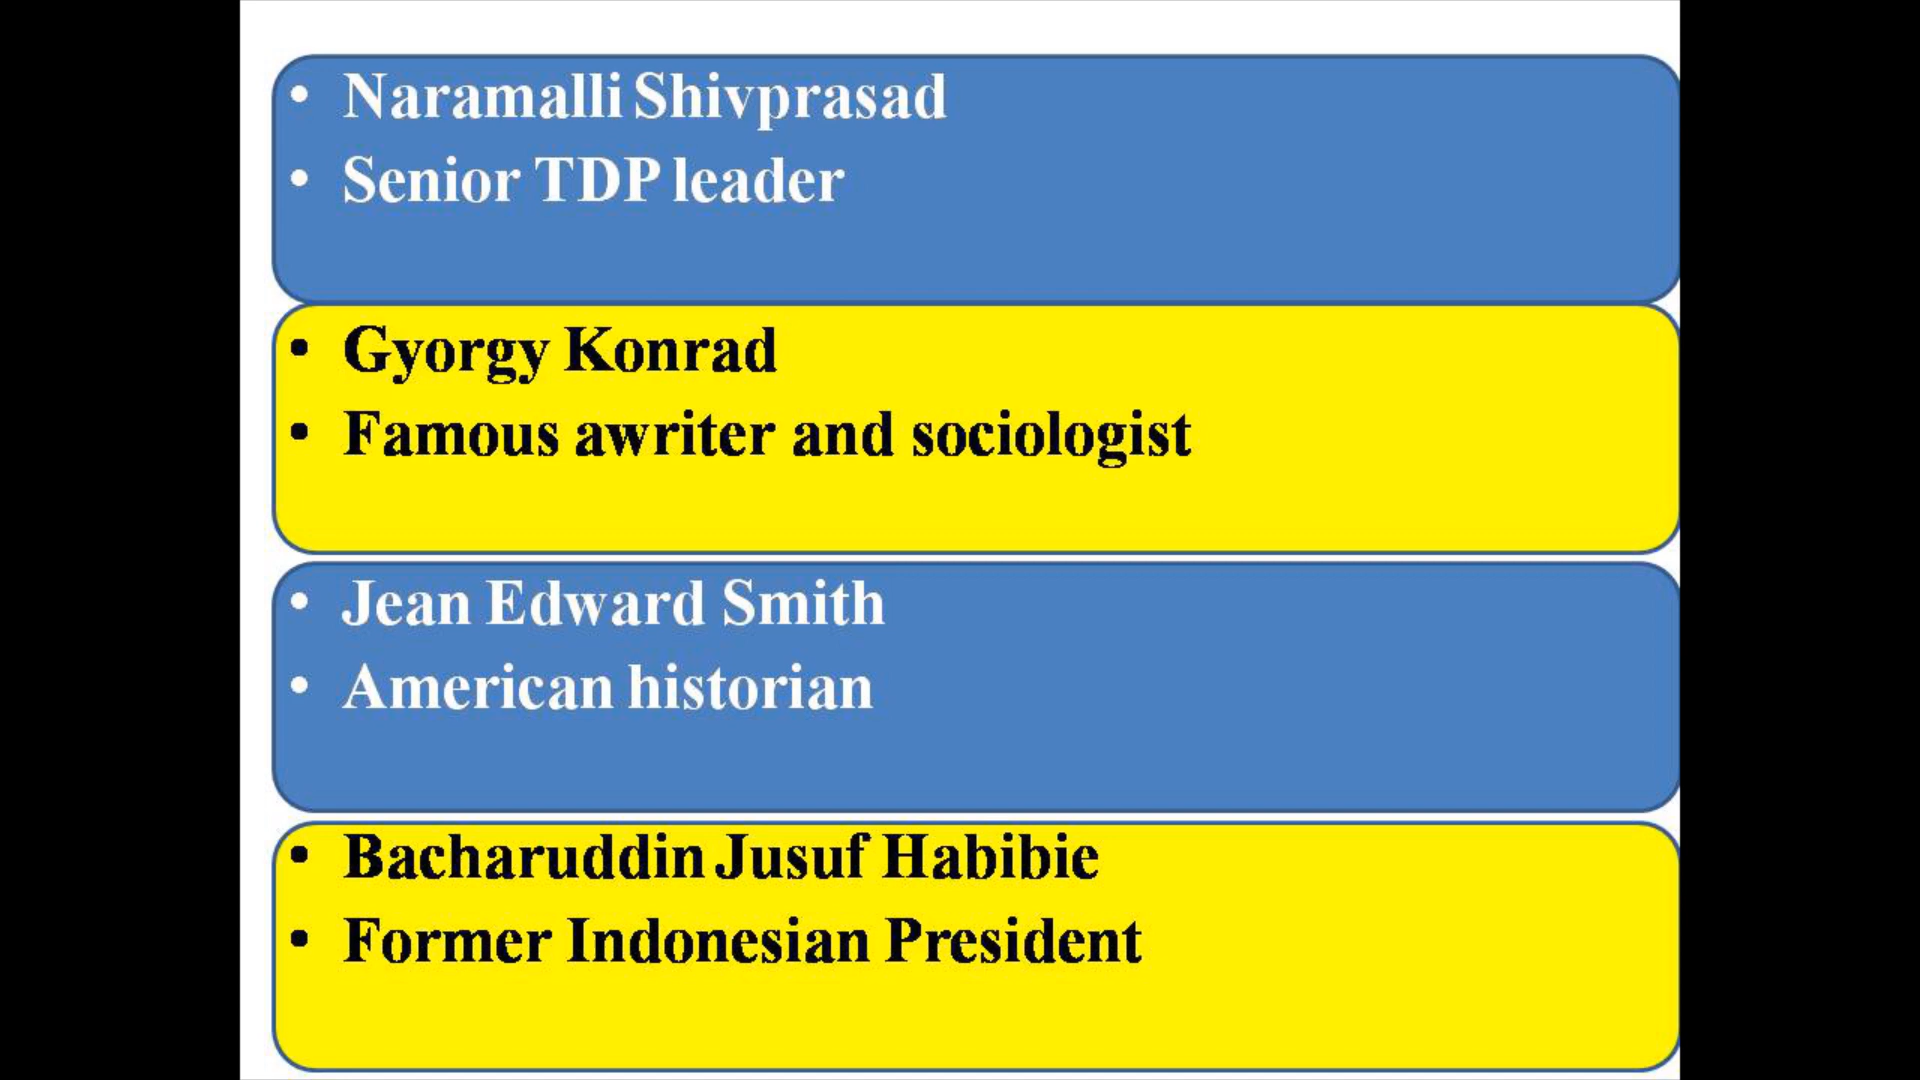 • Naramalli Shivprasad
• Senior TDP leader
• Gyorgy Konrad
• Famous awriter and sociologist
• Jean Edward Smith
• American historian
• Bacharuddin Jusuf Habibie
• Former Indonesian President